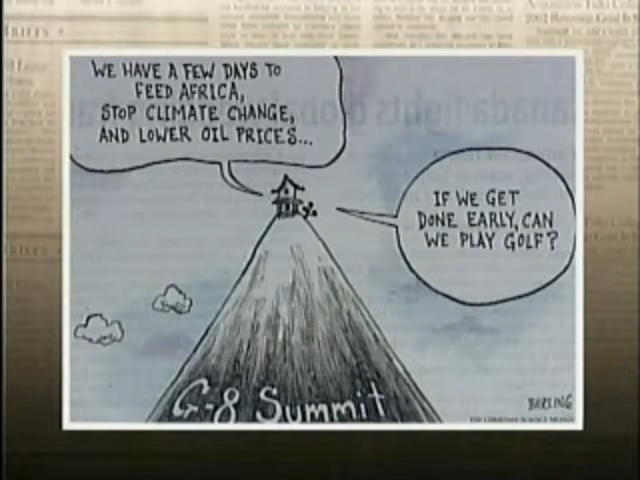 WE HAVE A FEW DAYS TO
FEED AFRICA,
STOP CLIMATE CHANGE,
AND LOWER OIL PRICES...
IF WE GET
DONE EARLY, CAN
WE PLAY GOLF?
G-8 Summit